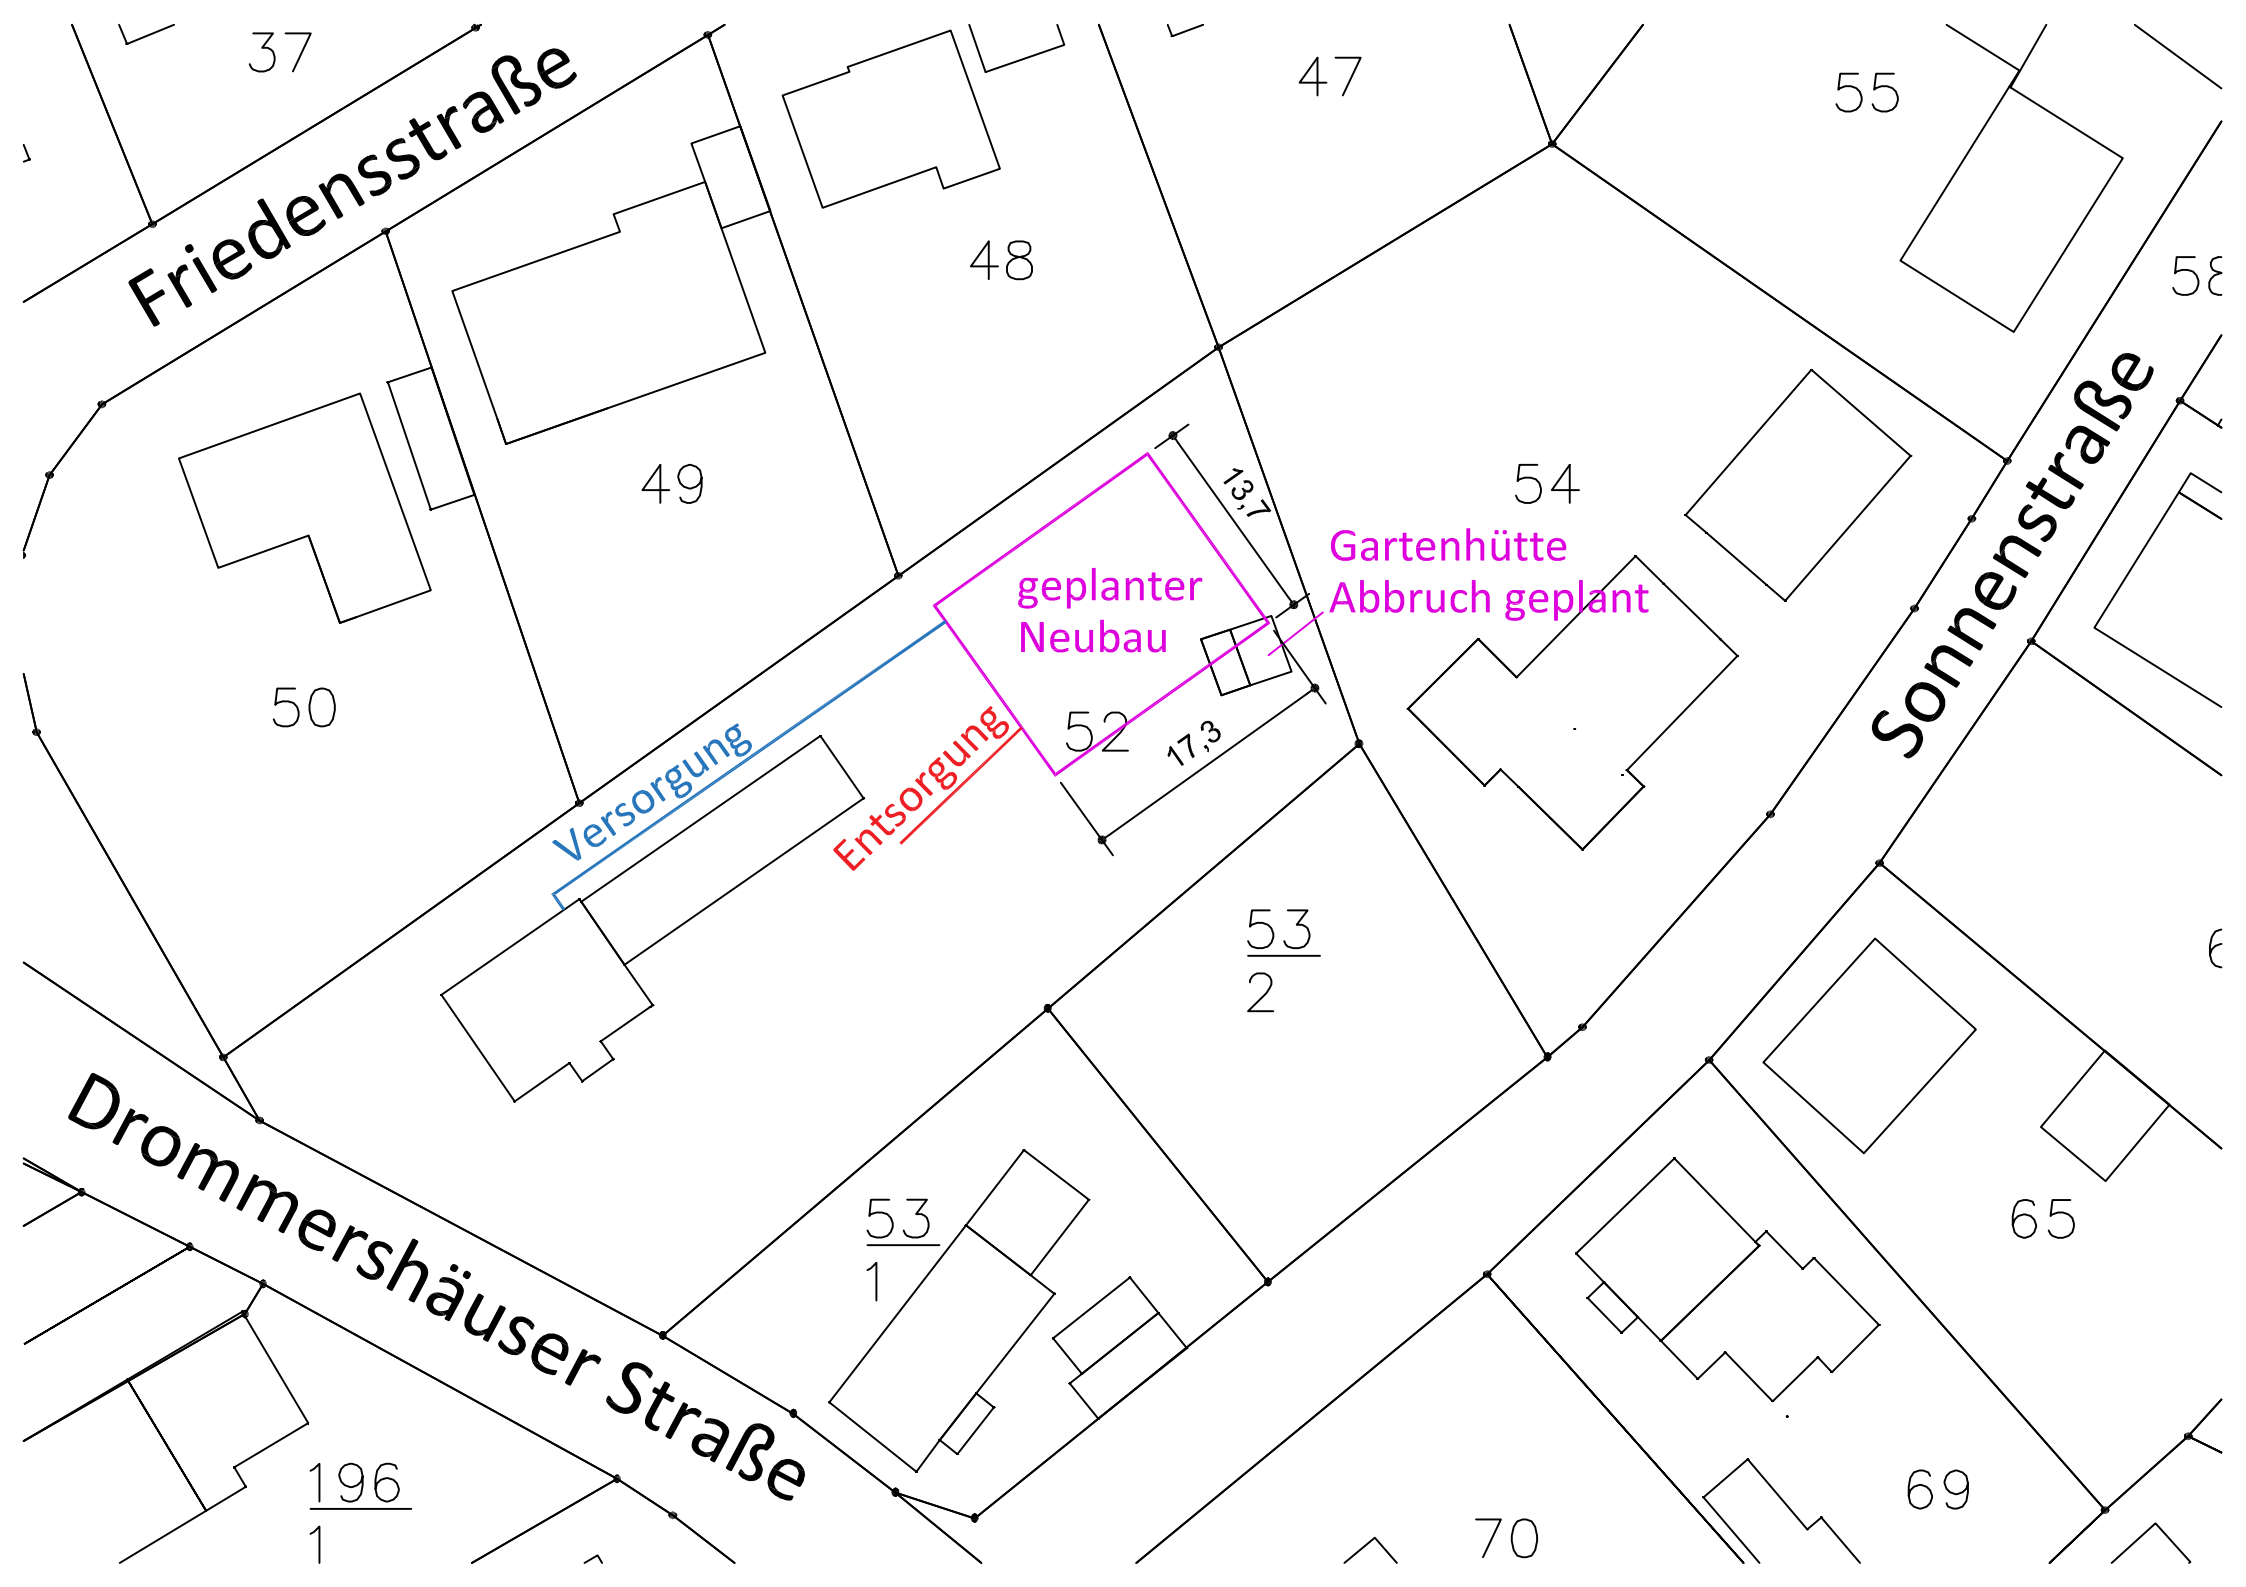 37
Friedensstraße
47
55
48
58
49
54
13,7
Gartenhütte
Abbruch geplant
geplanter
Neubau
50
52
17,3
Versorgung
Entsorgung
Sonnenstraße
53
2
Drommershäuser Straße
53
1
65
196
1
69
70